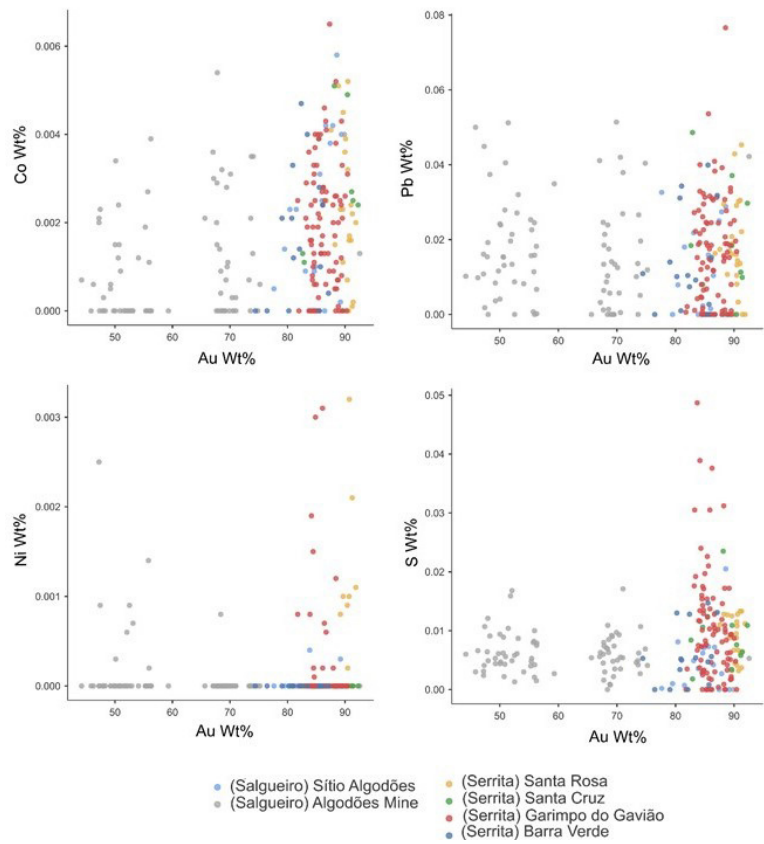 0.006
0.004
0.002
0.000
Co Wt%
50 60 70 80 90
Au Wt%
0.08
0.06
0.04
0.02
0.00
Pb Wt%
50 60 70 80 90
Au Wt%
0.003
0.002
0.001
0.000
Ni Wt%
50 60 70 80 90
Au Wt%
0.05
0.04
0.03
0.02
0.01
0.00
S Wt%
50 60 70 80 90
Au Wt%
(Salgueiro) Sítio Algodões
(Salgueiro) Algodões Mine
(Serrita) Santa Rosa
(Serrita) Santa Cruz
(Serrita) Garimpo do Gavião
(Serrita) Barra Verde